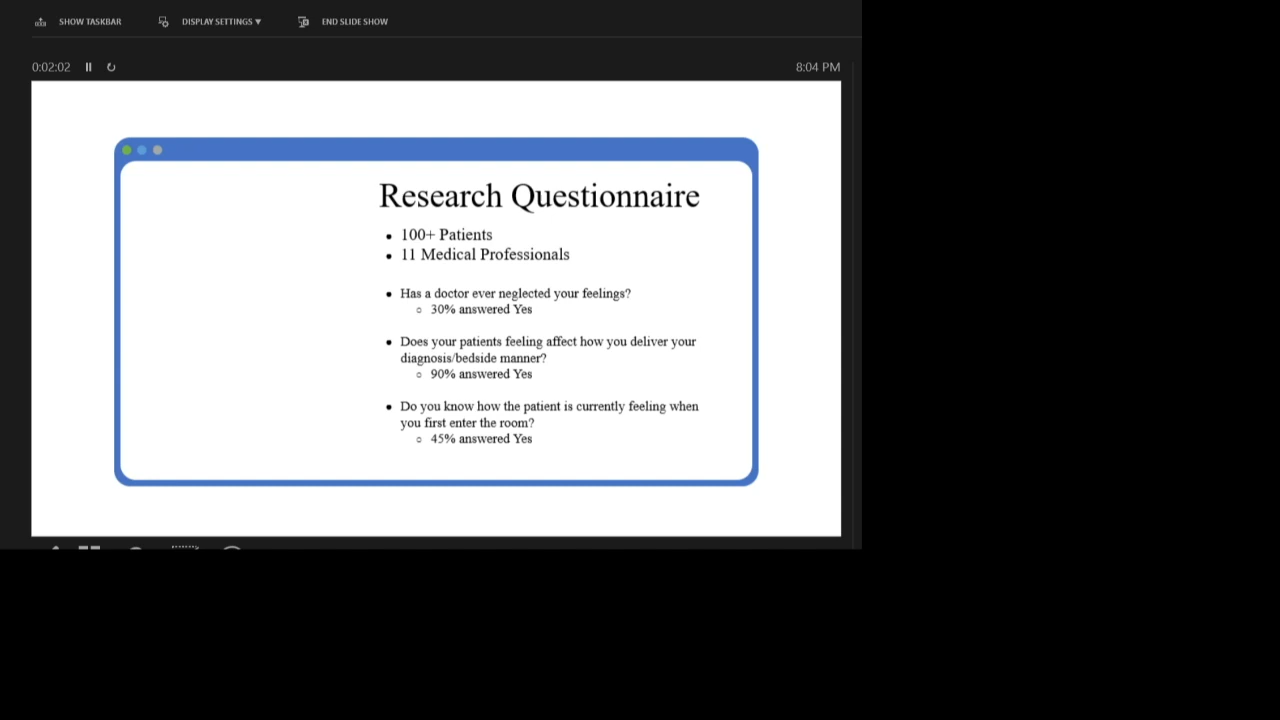 SHOW TASKBAR
DISPLAY SETTINGS ▼
END SLIDE SHOW
0:02:02
8:04 PM
Research Questionnaire
• 100+ Patients
• 11 Medical Professionals
• Has a doctor ever neglected your feelings?
○ 30% answered Yes
• Does your patients feeling affect how you deliver your
diagnosis/bedside manner?
○ 90% answered Yes
• Do you know how the patient is currently feeling when
you first enter the room?
○ 45% answered Yes